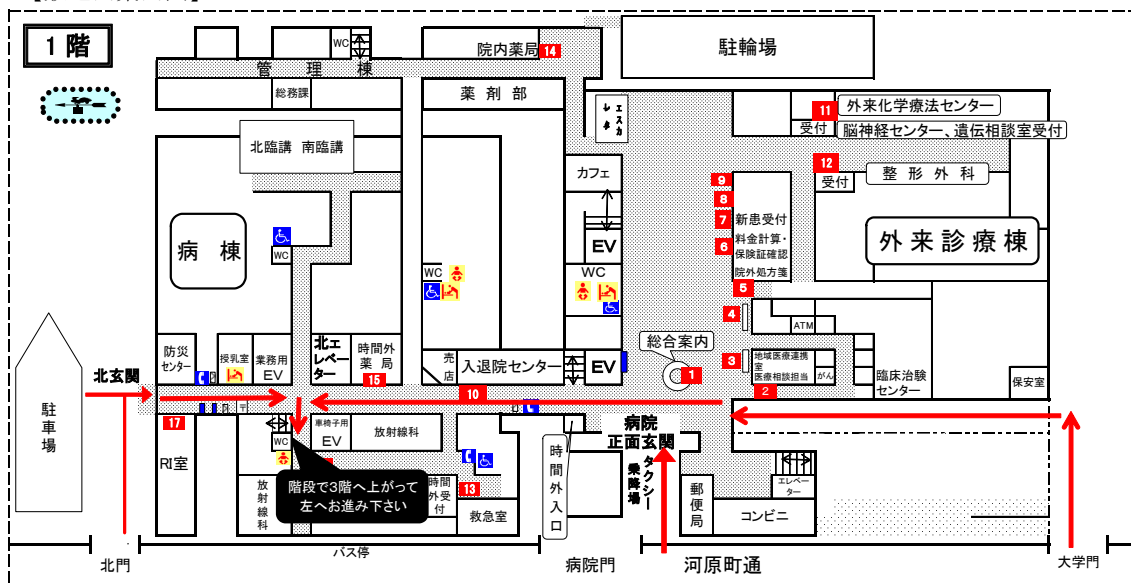 1階
WC
院内薬局 14
駐輪場
管理棟
総務課
薬剤部
エスカレータ
11
外来化学療法センター
受付
脳神経センター、遺伝相談室受付
北臨講 南臨講
カフェ
12
受付
整形外科
9
8
7
新患受付
6
料金計算・
保険証確認
院外処方箋
病棟
外来診療棟
WC
EV
WC
WC
5
4
ATM
総合案内
1
3
地域医療連携
室
医療相談担当
がん
2
臨床治験
センター
保安室
防災
センター
授乳室
業務用
EV
北エレベーター
時間外
薬局
15
売店
入退院センター
EV
北玄関
駐車場
10
〒
17
RI室
WC
車椅子用
EV
放射線科
時間外入口
病院
正面玄関
タクシー乗降場
放射線科
階段で3階へ上がって
左へお進み下さい
時間
外受
付
13
救急室
郵便局
エレベーター
コンビニ
北門
バス停
病院門
河原町通
大学門